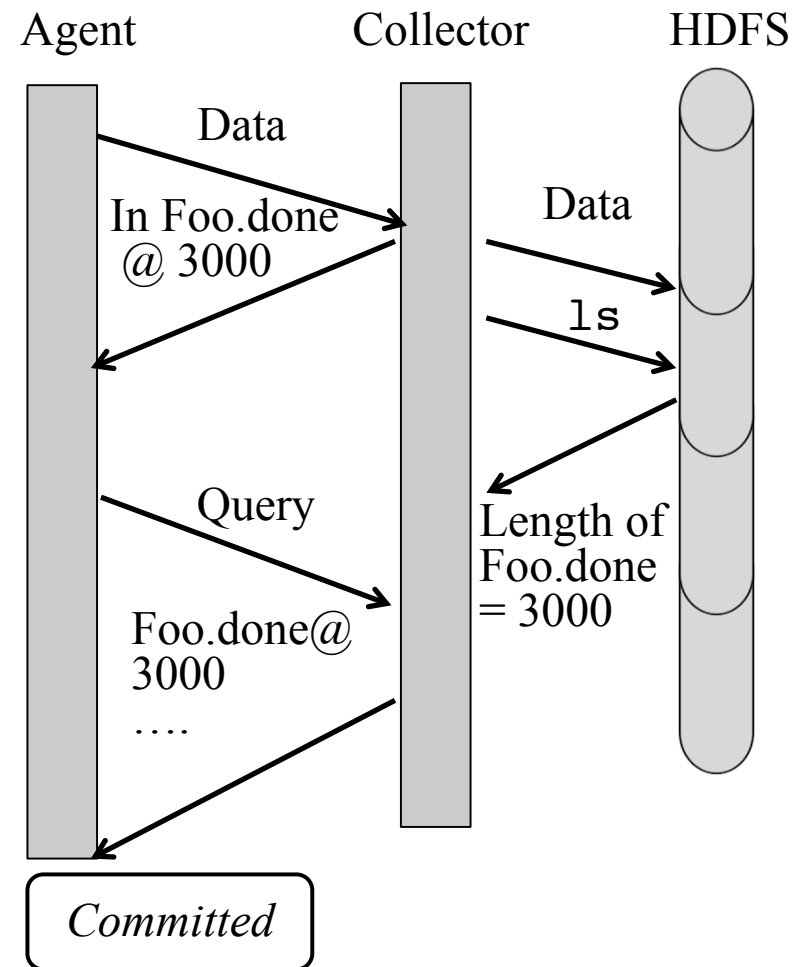 Agent
Collector
HDFS
Data
In Foo.done
@ 3000
Data
ls
Query
Length of
Foo.done
= 3000
Foo.done@
3000
....
Committed